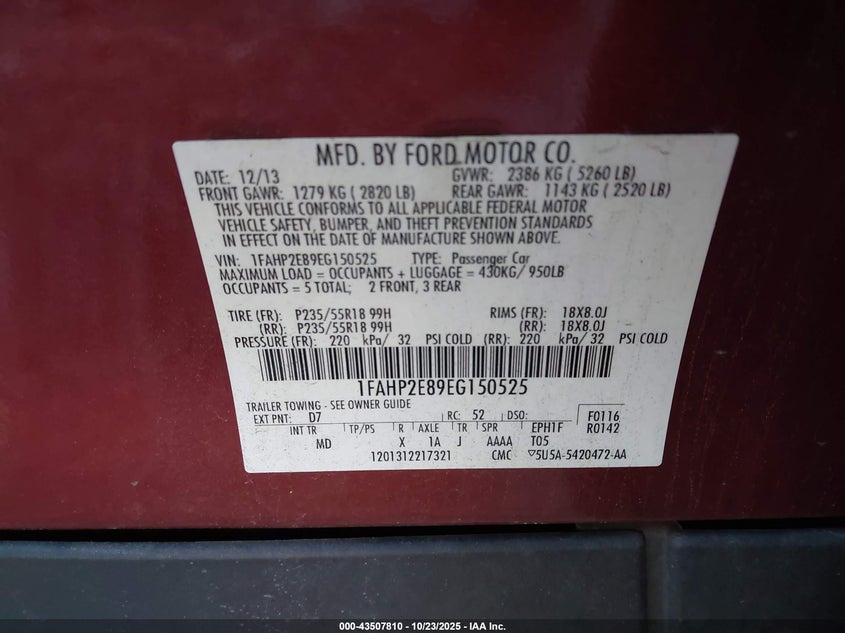 MFD. BY FORD MOTOR CO.
DATE: 12/13 GVWR: 2386 KG ( 5260 LB)
FRONT GAWR: 1279 KG ( 2820 LB) REAR GAWR: 1143 KG ( 2520 LB)
THIS VEHICLE CONFORMS TO ALL APPLICABLE FEDERAL MOTOR
VEHICLE SAFETY, BUMPER, AND THEFT PREVENTION STANDARDS
IN EFFECT ON THE DATE OF MANUFACTURE SHOWN ABOVE.
VIN: 1FAHP2E89EG150525 TYPE: Passenger Car
MAXIMUM LOAD = OCCUPANTS + LUGGAGE = 430KG/ 950LB
OCCUPANTS = 5 TOTAL; 2 FRONT, 3 REAR
TIRE (FR): P235/55R18 99H RIMS (FR): 18X8.0J
(RR): P235/55R18 99H (RR): 18X8.0J
PRESSURE (FR): 220 kPa/ 32 PSI COLD (RR): 220 kPa/ 32 PSI COLD
1FAHP2E89EG150525
TRAILER TOWING - SEE OWNER GUIDE
EXT PNT: D7 RC: 52 DSO: F0116
INT TR TP/PS R AXLE TR SPR EPH1F R0142
MD X 1A J AAAA T05
1201312217321 CMC ▽5U5A-5420472-AA
000-43507810 - 10/23/2025 - IAA Inc.